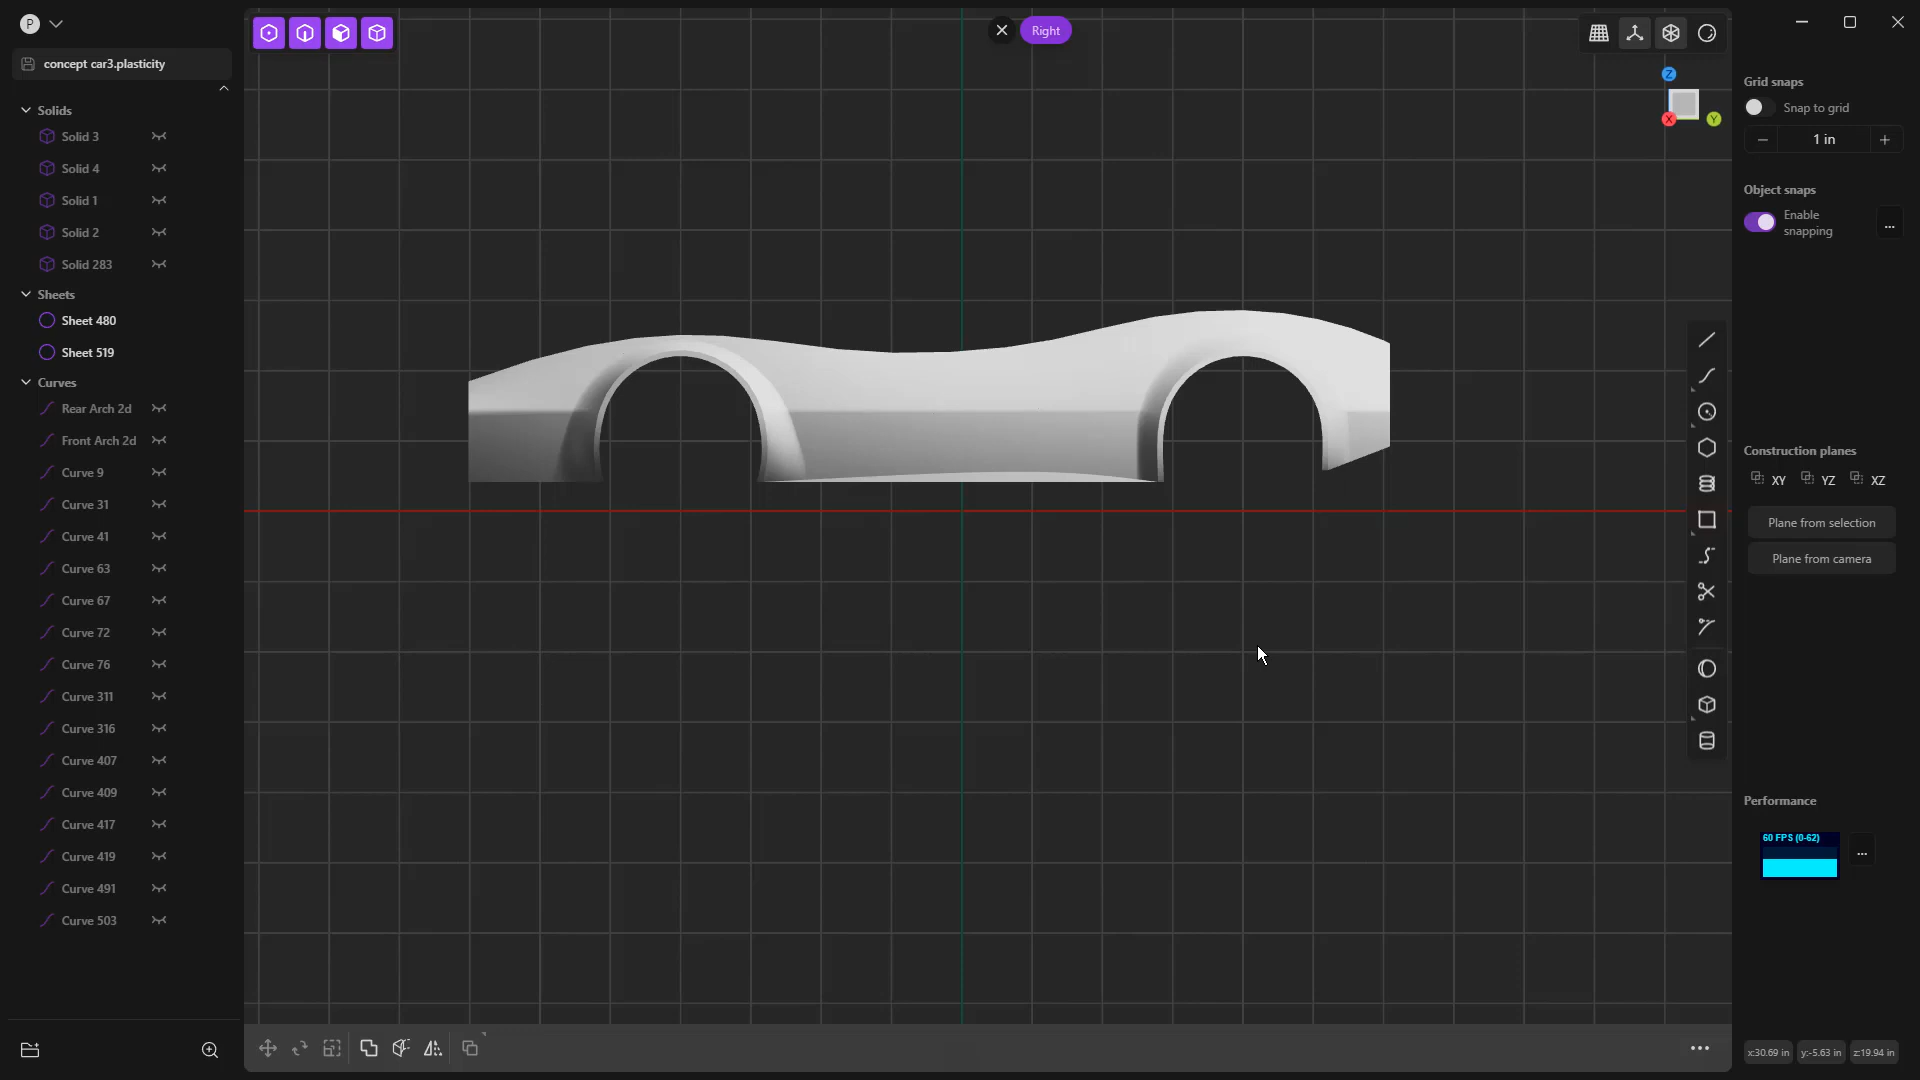 P
concept car3.plasticity
Solids
Solid 3
Solid 4
Solid 1
Solid 2
Solid 283
Sheets
Sheet 480
Sheet 519
Curves
Rear Arch 2d
Front Arch 2d
Curve 9
Curve 31
Curve 41
Curve 63
Curve 67
Curve 72
Curve 76
Curve 311
Curve 316
Curve 407
Curve 409
Curve 417
Curve 419
Curve 491
Curve 503
Right
Z
X
Y
Grid snaps
Snap to grid
1 in
Object snaps
Enable
snapping
...
Construction planes
XY YZ XZ
Plane from selection
Plane from camera
Performance
60 FPS (0-62)
...
x:30.69 in y:-5.63 in z:19.94 in